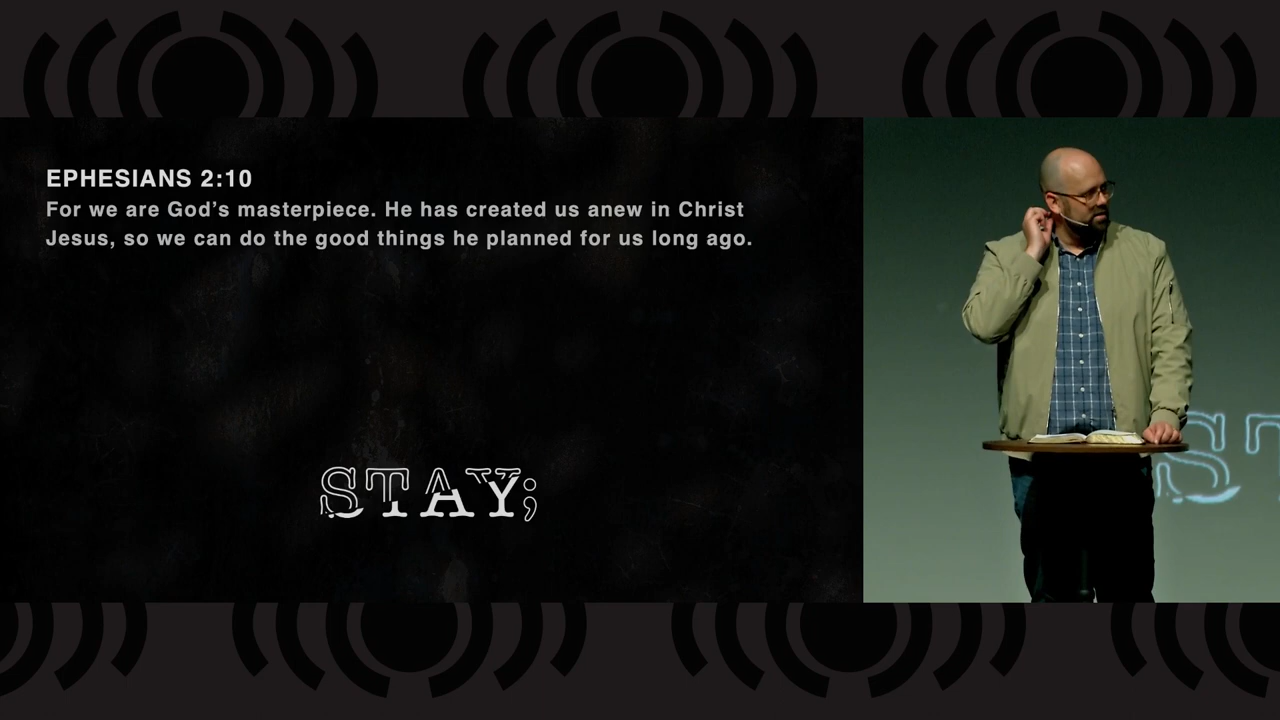 EPHESIANS 2:10
For we are God’s masterpiece. He has created us anew in Christ
Jesus, so we can do the good things he planned for us long ago.
STAY;
ST